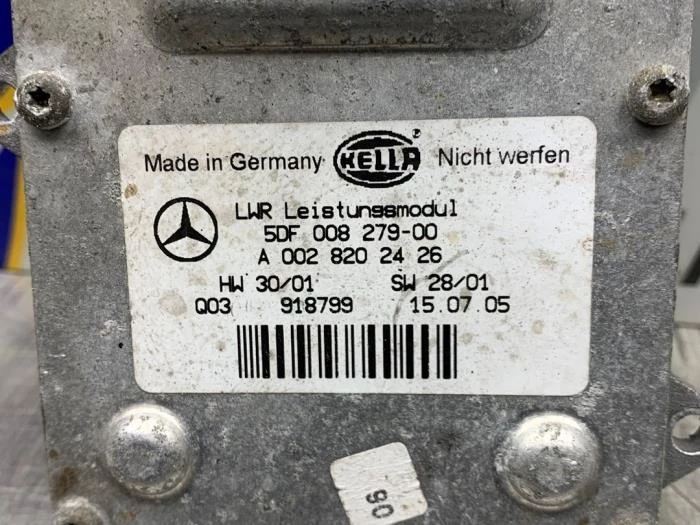 Made in Germany HELLA ® Nicht werfen
LWR Leistungsmodul
5DF 008 279-00
A 002 820 24 26
HW 30/01 SW 28/01
Q03 918799 15.07.05
06